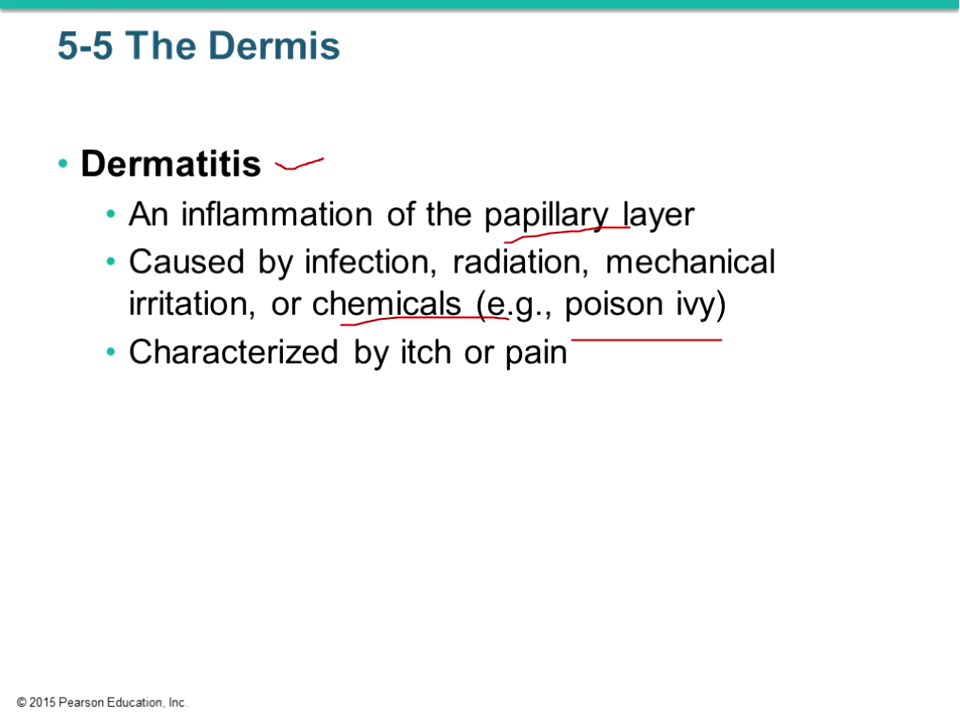 5-5 The Dermis
• Dermatitis
• An inflammation of the papillary layer
• Caused by infection, radiation, mechanical
irritation, or chemicals (e.g., poison ivy)
• Characterized by itch or pain
© 2015 Pearson Education, Inc.